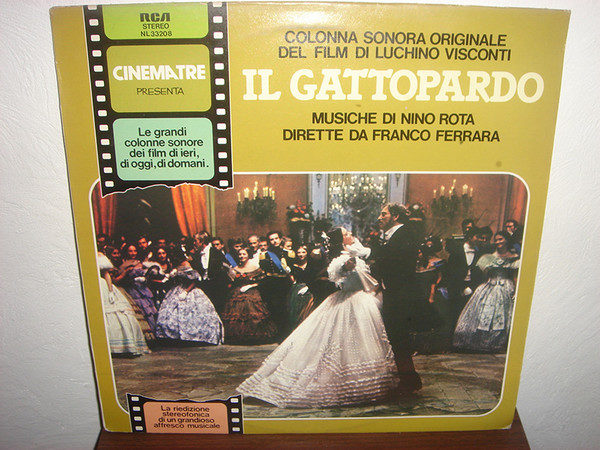 RCA
STEREO
NL 33208
CINEMATRE
PRESENTA
Le grandi
colonne sonore
dei film di ieri,
di oggi, di domani.
COLONNA SONORA ORIGINALE
DEL FILM DI LUCHINO VISCONTI
IL GATTOPARDO
MUSICHE DI NINO ROTA
DIRETTE DA FRANCO FERRARA
La riedizione
stereofonica
di un grandioso
affresco musicale